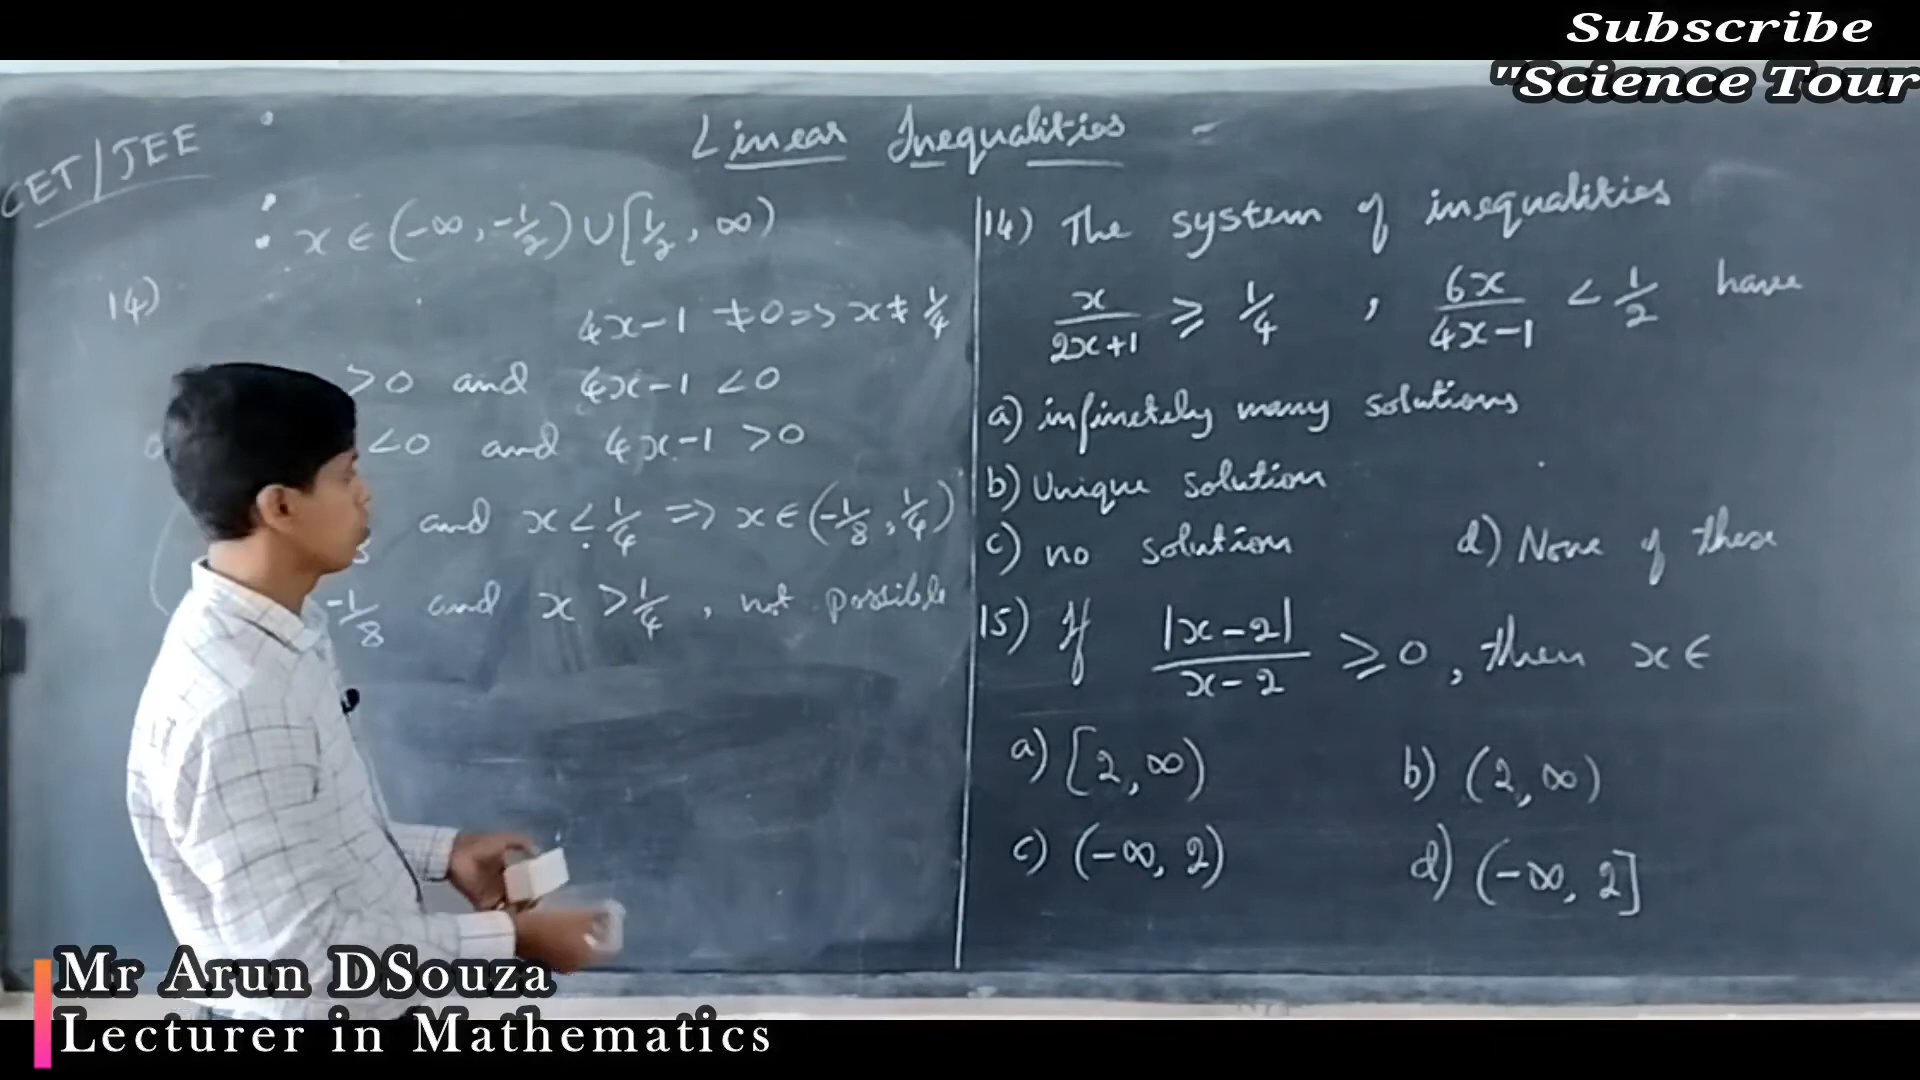 Subscribe
"Science Tour
CET/JEE
Linear Inequalities
x ∈ (-∞, -1/2) ∪ [1/2, ∞)
14)
4x-1 ≠ 0 => x ≠ 1/4
>0 and 4x-1 <0
<0 and 4x-1 >0
and x < 1/4 => x ∈ (-1/8, 1/4)
-1/8 and x > 1/4, not possible
14) The system of inequalities
x/(2x+1) ⩾ 1/4 , 6x/(4x-1) < 1/2 have
a) infinetely many solutions
b) Unique solution
c) no solution d) None of these
15) If |x-2|/(x-2) ⩾ 0, then x ∈
a) [2, ∞) b) (2, ∞)
c) (-∞, 2) d) (-∞, 2]
Mr Arun DSouza
Lecturer in Mathematics